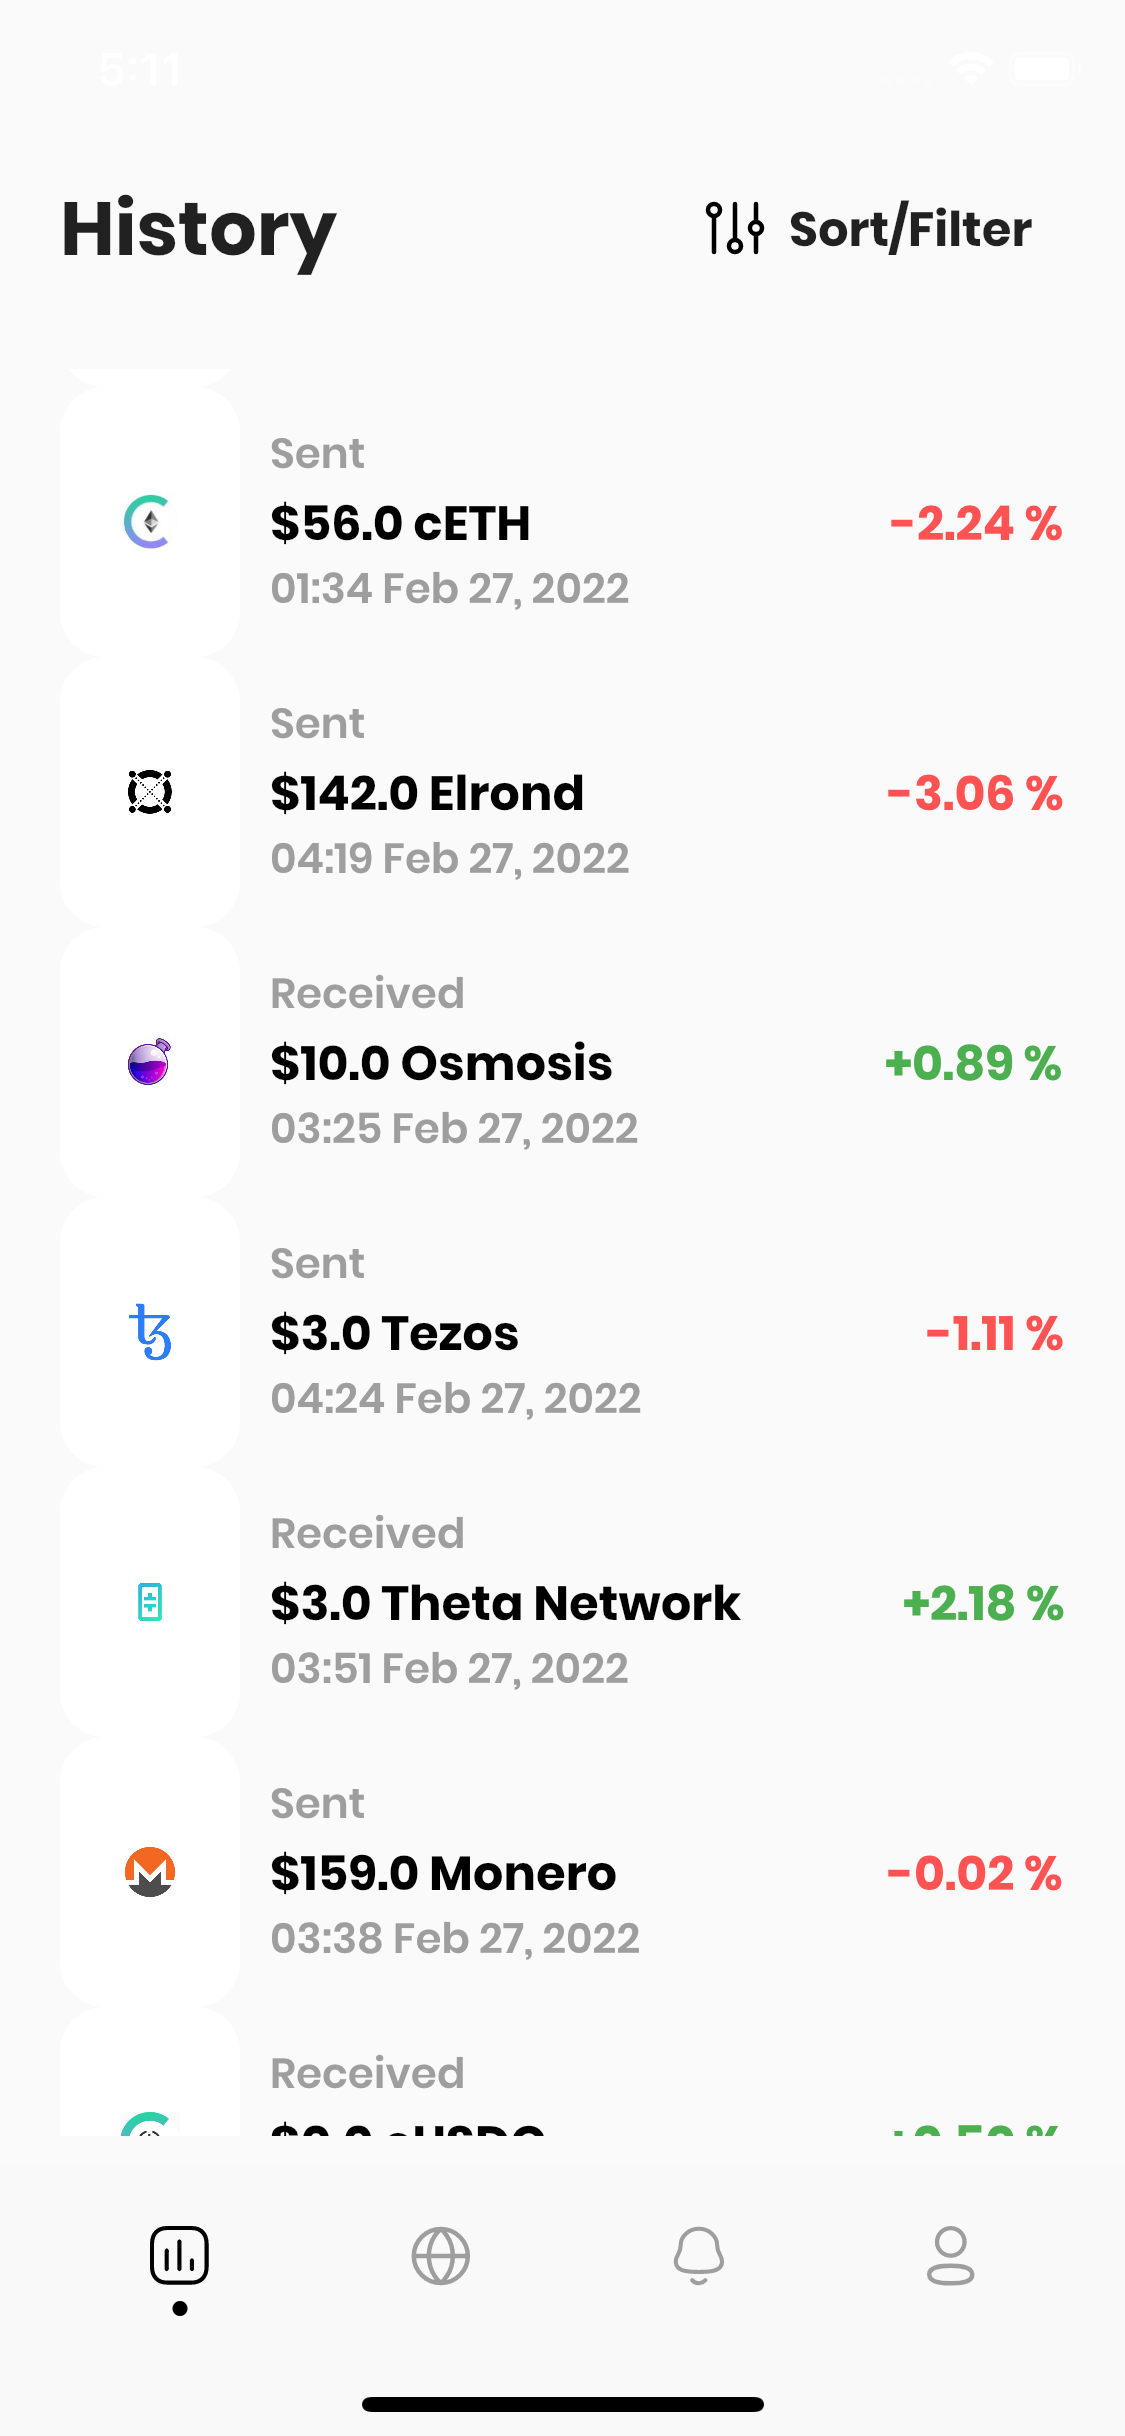 5:11
History
Sort/Filter
Sent
$56.0 cETH
-2.24 %
01:34 Feb 27, 2022
Sent
$142.0 Elrond
-3.06 %
04:19 Feb 27, 2022
Received
$10.0 Osmosis
+0.89 %
03:25 Feb 27, 2022
Sent
$3.0 Tezos
-1.11 %
04:24 Feb 27, 2022
Received
$3.0 Theta Network
+2.18 %
03:51 Feb 27, 2022
Sent
$159.0 Monero
-0.02 %
03:38 Feb 27, 2022
Received